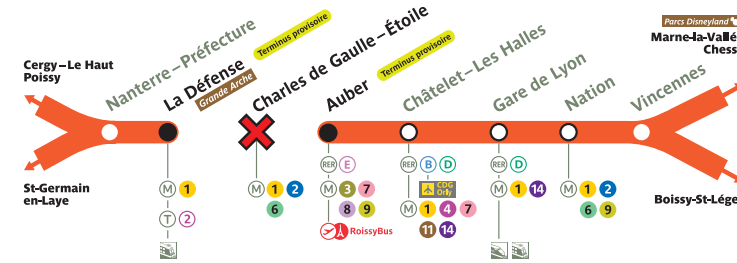 Cergy – Le Haut
Poissy
St-Germain
en-Laye
Nanterre – Préfecture
La Défense
Grande Arche
Terminus provisoire
Charles de Gaulle – Étoile
Auber
Terminus provisoire
Châtelet – Les Halles
Gare de Lyon
Nation
Vincennes
Parcs Disneyland
Marne-la-Vallé
Chess
Boissy-St-Lége
M 1
T 2
M 1 2
6
RER E
M 3 7
8 9
RoissyBus
RER B D
CDG
Orly
M 1 4 7
11 14
RER D
M 1 14
M 1 2
6 9